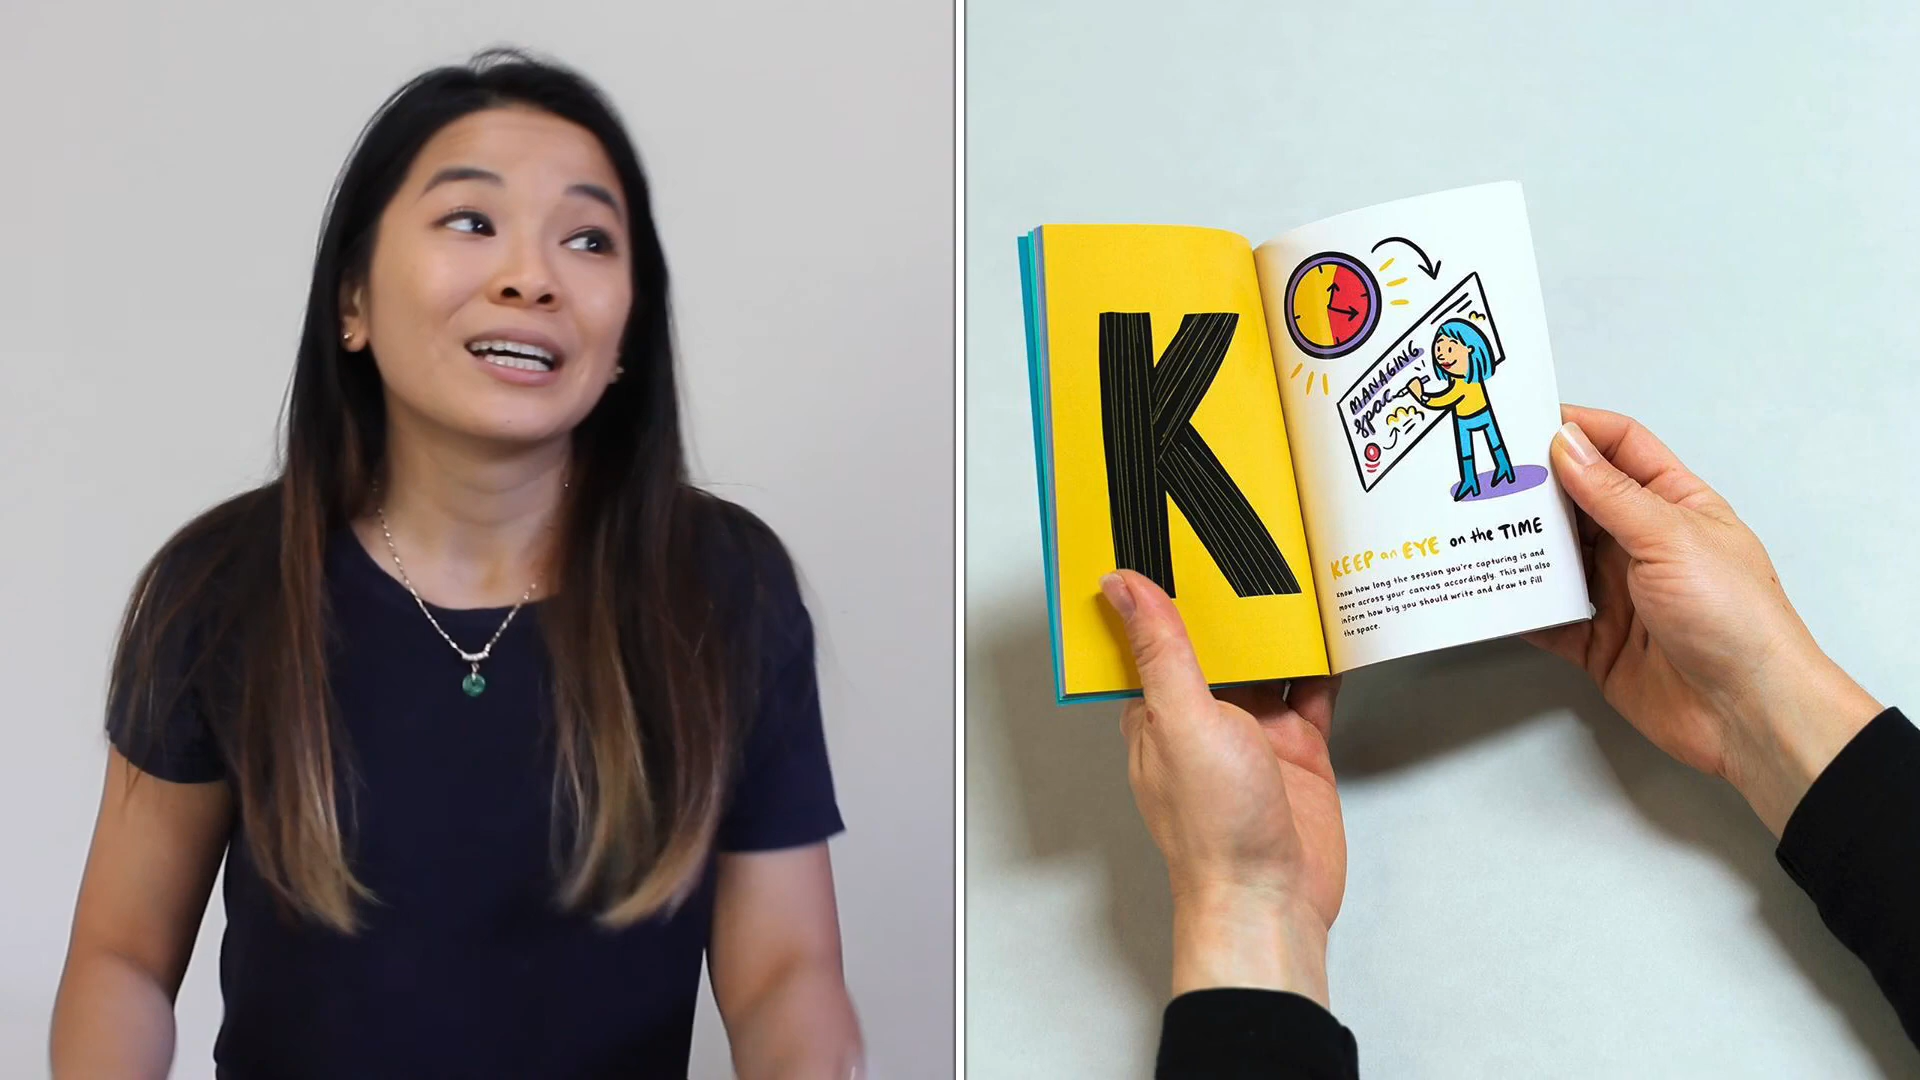 K
MANAGING
spac
KEEP an EYE on the TIME
Know how long the session you're capturing is and
move across your canvas accordingly. This will also
inform how big you should write and draw to fill
the space.